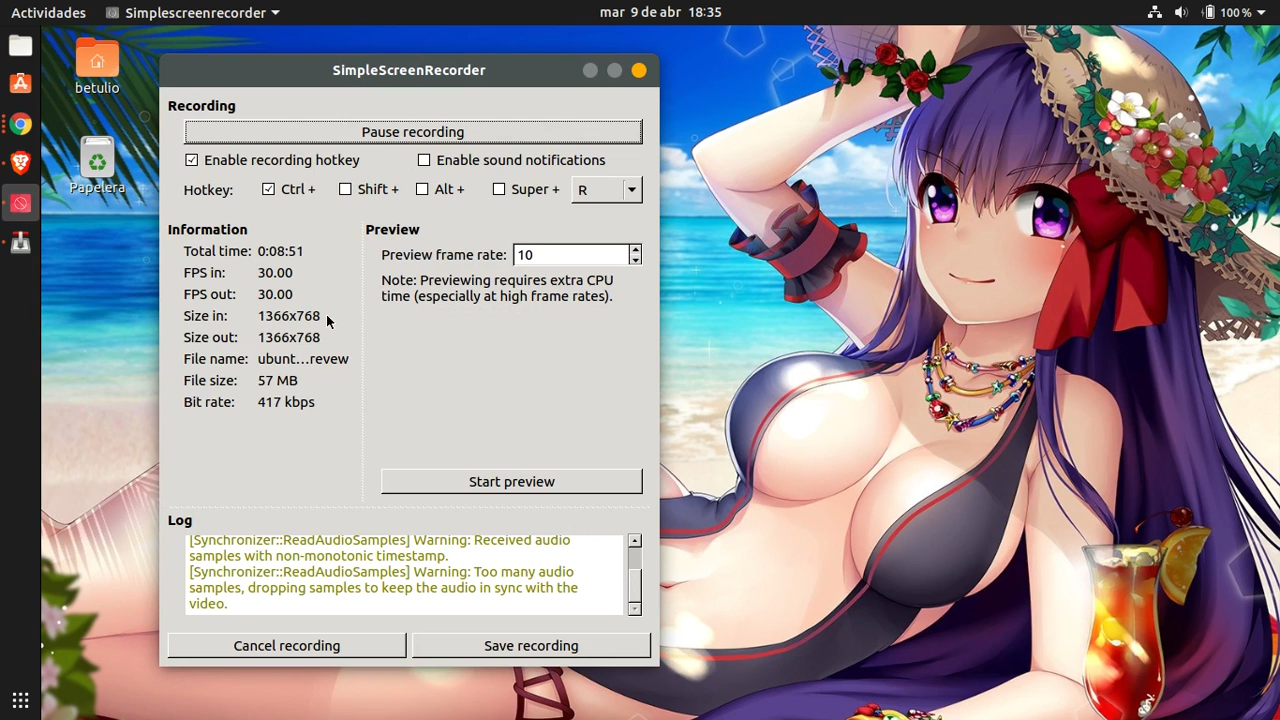 Actividades Simplescreenrecorder mar 9 de abr 18:35 100 %
betulio
Papelera
SimpleScreenRecorder
Recording
Pause recording
Enable recording hotkey Enable sound notifications
Hotkey: Ctrl + Shift + Alt + Super + R
Information
Total time: 0:08:51
FPS in: 30.00
FPS out: 30.00
Size in: 1366x768
Size out: 1366x768
File name: ubunt...revew
File size: 57 MB
Bit rate: 417 kbps
Preview
Preview frame rate: 10
Note: Previewing requires extra CPU
time (especially at high frame rates).
Start preview
Log
[Synchronizer::ReadAudioSamples] Warning: Received audio
samples with non-monotonic timestamp.
[Synchronizer::ReadAudioSamples] Warning: Too many audio
samples, dropping samples to keep the audio in sync with the
video.
Cancel recording Save recording